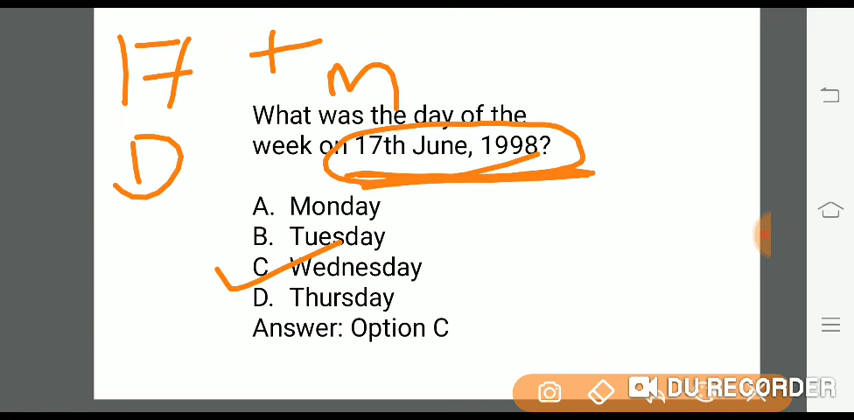 17 + m
What was the day of the
week on 17th June, 1998?
D
A. Monday
B. Tuesday
C Wednesday
D. Thursday
Answer: Option C
DU RECORDER